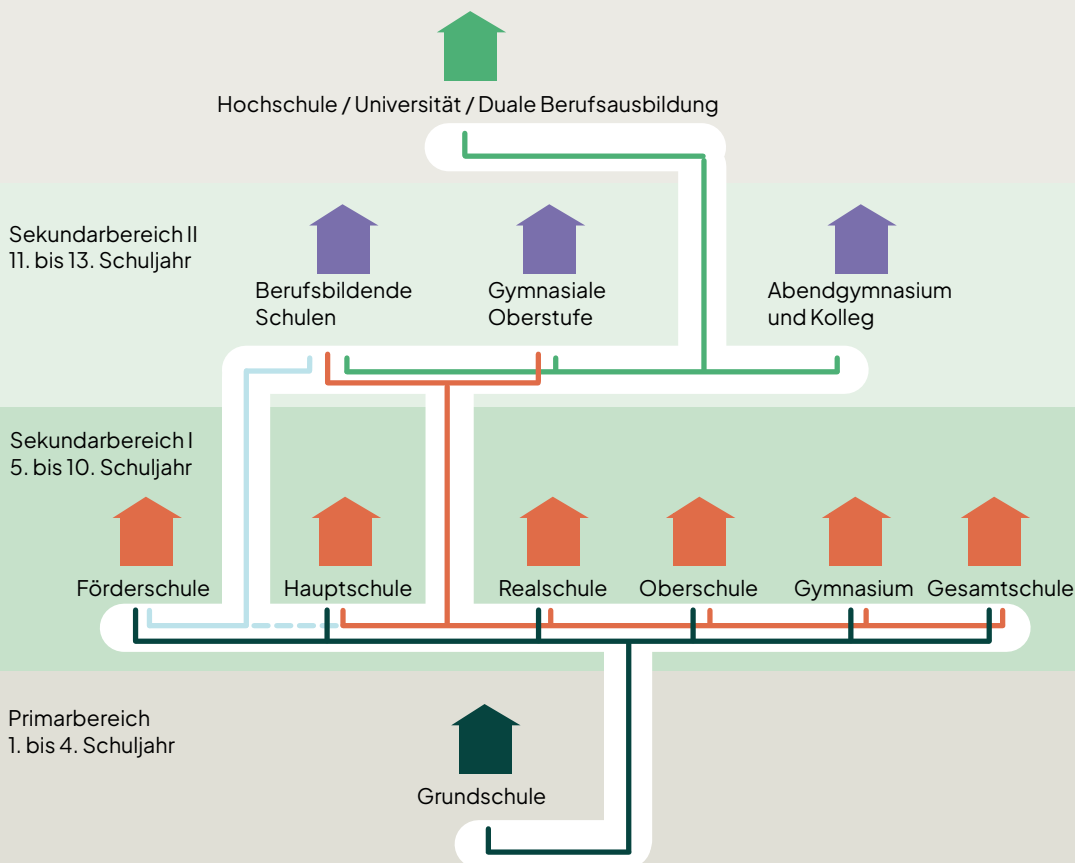 Hochschule / Universität / Duale Berufsausbildung
Sekundarbereich II
11. bis 13. Schuljahr
Berufsbildende
Schulen
Gymnasiale
Oberstufe
Abendgymnasium
und Kolleg
Sekundarbereich I
5. bis 10. Schuljahr
Förderschule
Hauptschule
Realschule
Oberschule
Gymnasium
Gesamtschule
Primarbereich
1. bis 4. Schuljahr
Grundschule